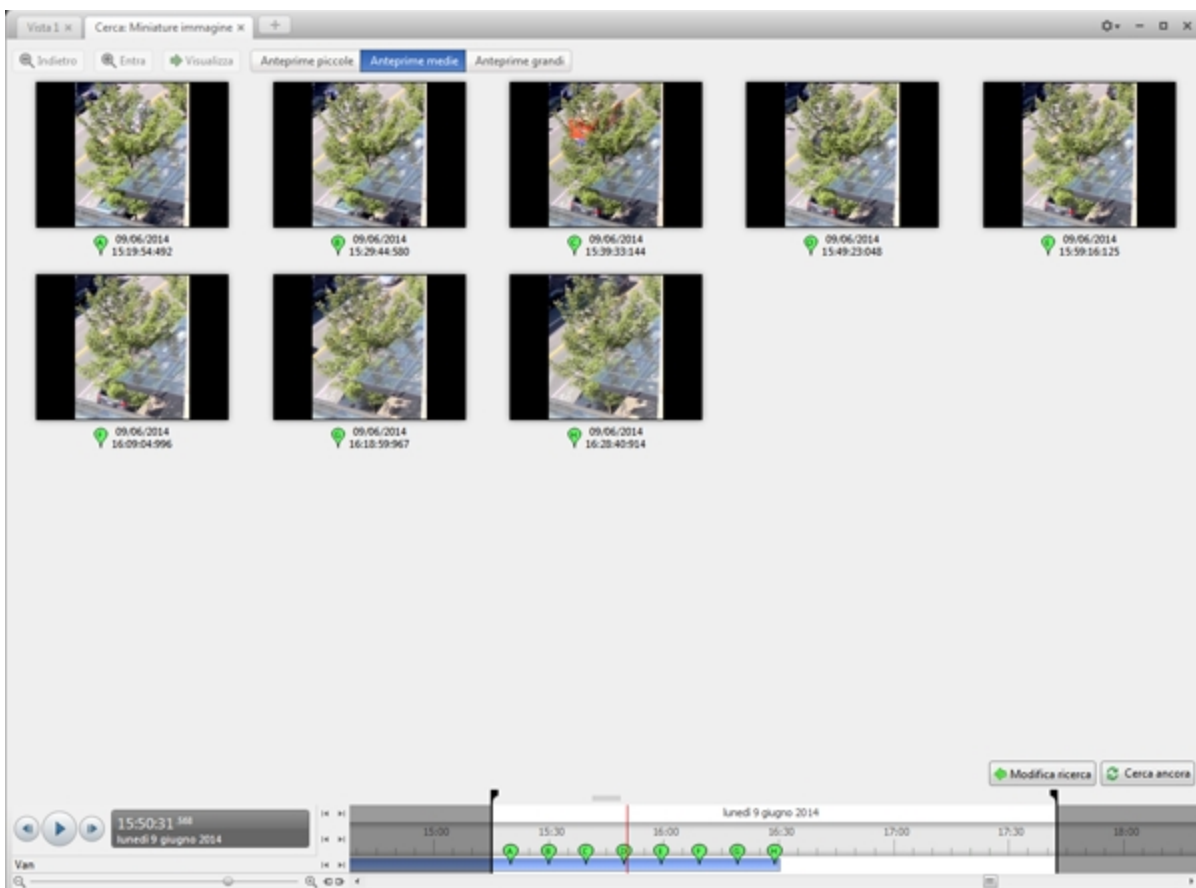 Vista 1 × Cerca: Miniature immagine × +
Indietro Entra Visualizza Anteprime piccole Anteprime medie Anteprime grandi
A 09/06/2014
15:19:54:492
B 09/06/2014
15:29:44:580
C 09/06/2014
15:39:33:144
D 09/06/2014
15:49:23:048
E 09/06/2014
15:59:16:125
F 09/06/2014
16:09:04:996
G 09/06/2014
16:18:59:967
H 09/06/2014
16:28:40:914
Modifica ricerca Cerca ancora
15:50:31.568
lunedì 9 giugno 2014
lunedì 9 giugno 2014
15:00 15:30 16:00 16:30 17:00 17:30 18:00
A B C D E F G H
Van